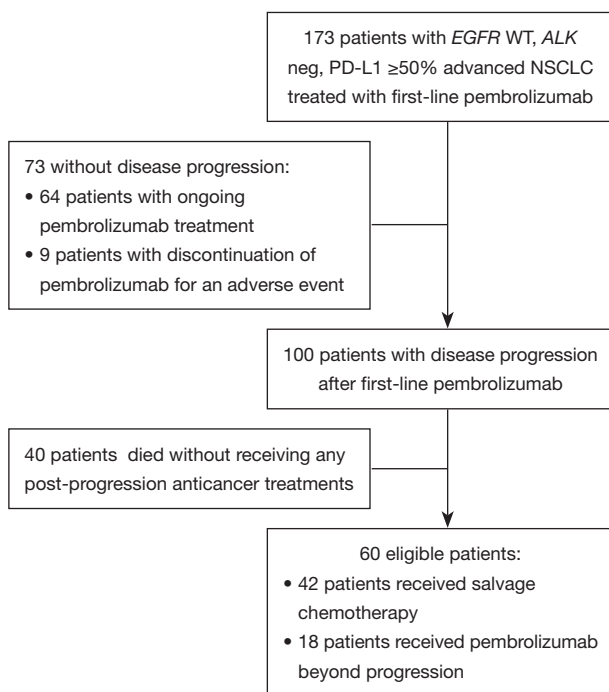 173 patients with EGFR WT, ALK
neg, PD-L1 ≥50% advanced NSCLC
treated with first-line pembrolizumab
73 without disease progression:
• 64 patients with ongoing
pembrolizumab treatment
• 9 patients with discontinuation of
pembrolizumab for an adverse event
100 patients with disease progression
after first-line pembrolizumab
40 patients died without receiving any
post-progression anticancer treatments
60 eligible patients:
• 42 patients received salvage
chemotherapy
• 18 patients received pembrolizumab
beyond progression